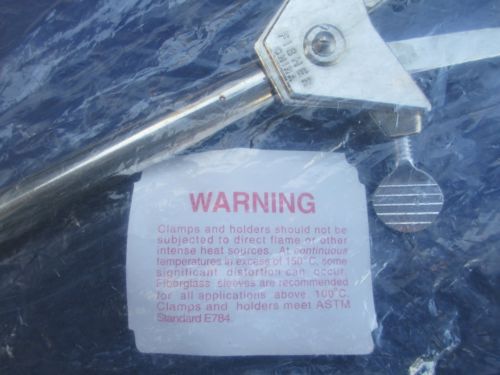 FISHER
CHINA
WARNING
Clamps and holders should not be
subjected to direct flame or other
intense heat sources. At continuous
temperatures in excess of 150°C, some
significant distortion can occur.
Fiberglass sleeves are recommended
for all applications above 100°C.
Clamps and holders meet ASTM
Standard E784.